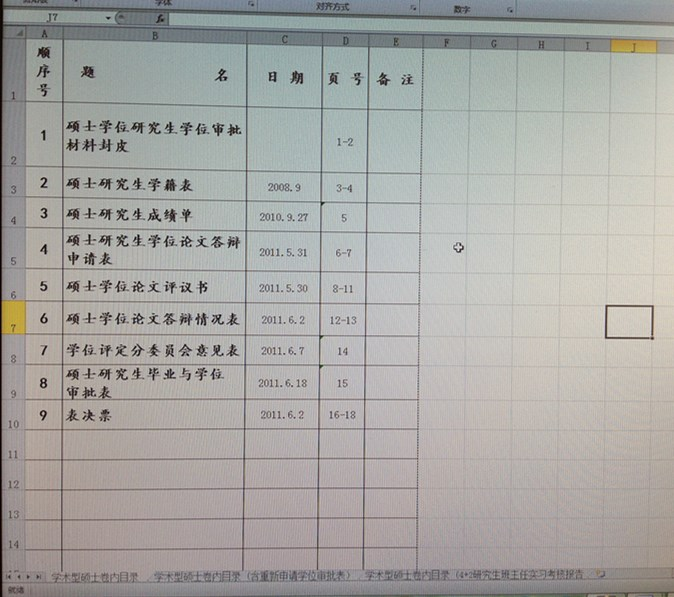 字体
对齐方式
数字
J7 fx
A B C D E F G H I J
1 顺序号 题 名 日 期 页 号 备 注
2 1 硕士学位研究生学位审批材料封皮 1-2
3 2 硕士研究生学籍表 2008.9 3-4
4 3 硕士研究生成绩单 2010.9.27 5
5 4 硕士研究生学位论文答辩申请表 2011.5.31 6-7
6 5 硕士学位论文评议书 2011.5.30 8-11
7 6 硕士学位论文答辩情况表 2011.6.2 12-13
8 7 学位评定分委员会意见表 2011.6.7 14
9 8 硕士研究生毕业与学位审批表 2011.6.18 15
10 9 表决票 2011.6.2 16-18
11
12
13
14
学术型硕士卷内目录 学术型硕士卷内目录（含重新申请学位审批表） 学术型硕士卷内目录（4+2研究生班主任实习考核报告
就绪